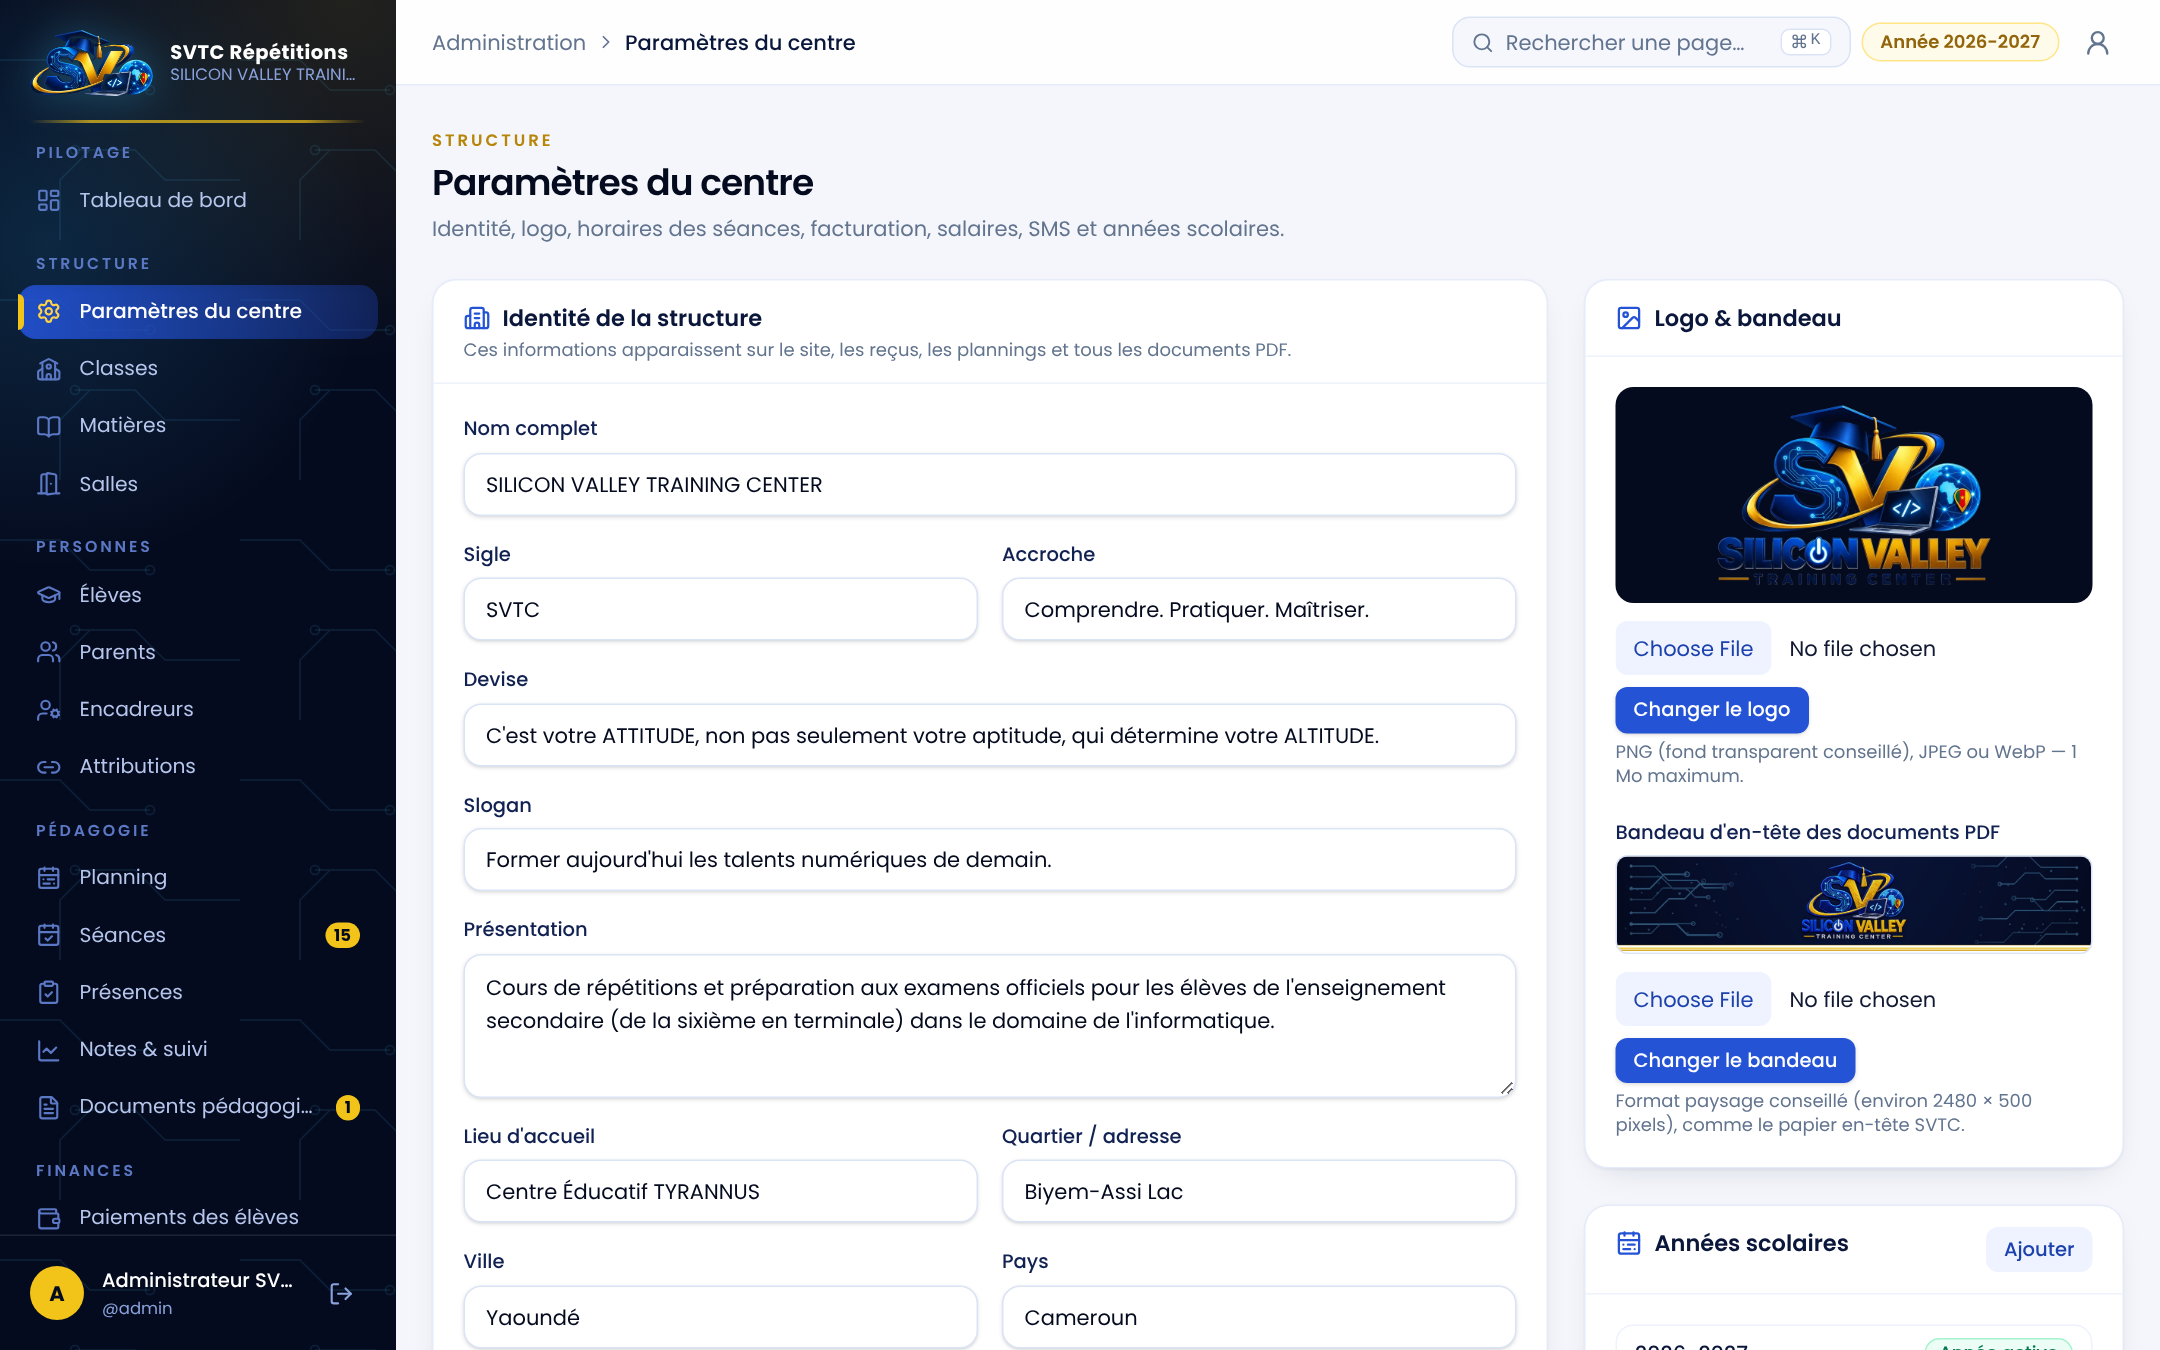 SVTC Répétitions
SILICON VALLEY TRAINI...
PILOTAGE
Tableau de bord
STRUCTURE
Paramètres du centre
Classes
Matières
Salles
PERSONNES
Élèves
Parents
Encadreurs
Attributions
PÉDAGOGIE
Planning
Séances 15
Présences
Notes & suivi
Documents pédagogi... 1
FINANCES
Paiements des élèves
A
Administrateur SV...
@admin
Administration > Paramètres du centre
Rechercher une page... ⌘ K
Année 2026-2027
STRUCTURE
Paramètres du centre
Identité, logo, horaires des séances, facturation, salaires, SMS et années scolaires.
Identité de la structure
Ces informations apparaissent sur le site, les reçus, les plannings et tous les documents PDF.
Nom complet
SILICON VALLEY TRAINING CENTER
Sigle
SVTC
Accroche
Comprendre. Pratiquer. Maîtriser.
Devise
C'est votre ATTITUDE, non pas seulement votre aptitude, qui détermine votre ALTITUDE.
Slogan
Former aujourd'hui les talents numériques de demain.
Présentation
Cours de répétitions et préparation aux examens officiels pour les élèves de l'enseignement
secondaire (de la sixième en terminale) dans le domaine de l'informatique.
Lieu d'accueil
Centre Éducatif TYRANNUS
Quartier / adresse
Biyem-Assi Lac
Ville
Yaoundé
Pays
Cameroun
Logo & bandeau
SV
</>
SILICON VALLEY
TRAINING CENTER
Choose File No file chosen
Changer le logo
PNG (fond transparent conseillé), JPEG ou WebP — 1
Mo maximum.
Bandeau d'en-tête des documents PDF
SV
</>
SILICON VALLEY
TRAINING CENTER
Choose File No file chosen
Changer le bandeau
Format paysage conseillé (environ 2480 × 500
pixels), comme le papier en-tête SVTC.
Années scolaires
Ajouter
2026-2027
Année active